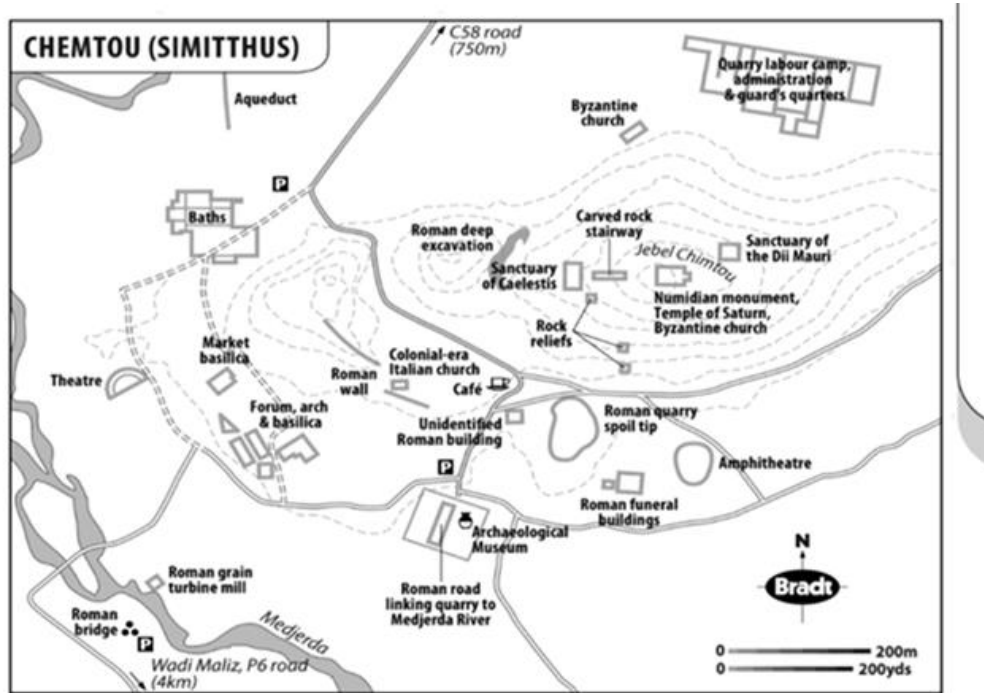 CHEMTOU (SIMITTHUS)
C58 road
(750m)
Aqueduct
Quarry labour camp,
administration
& guard's quarters
Byzantine
church
P
Baths
Roman deep
excavation
Carved rock
stairway
Jebel Chimtou
Sanctuary of
the Dii Mauri
Sanctuary
of Caelestis
Numidian monument,
Temple of Saturn,
Byzantine church
Rock
reliefs
Market
basilica
Theatre
Roman
wall
Colonial-era
Italian church
Café
Forum, arch
& basilica
Unidentified
Roman building
Roman quarry
spoil tip
P
Amphitheatre
Roman funeral
buildings
Archaeological
Museum
Roman grain
turbine mill
Roman road
linking quarry to
Medjerda River
N
Bradt
Roman
bridge
P
Medjerda
Wadi Maliz, P6 road
(4km)
0 200m
0 200yds